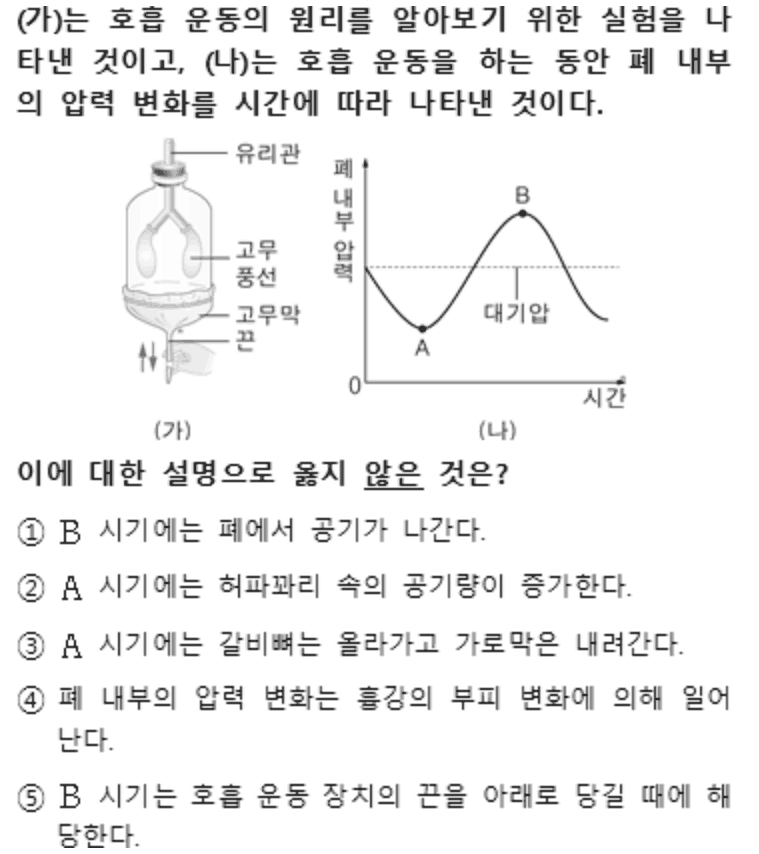 (가)는 호흡 운동의 원리를 알아보기 위한 실험을 나
타낸 것이고, (나)는 호흡 운동을 하는 동안 폐 내부
의 압력 변화를 시간에 따라 나타낸 것이다.
유리관
고무
풍선
고무막
끈
(가)
폐 내부 압력
B
대기압
A
0
시간
(나)
이에 대한 설명으로 옳지 않은 것은?
① B 시기에는 폐에서 공기가 나간다.
② A 시기에는 허파꽈리 속의 공기량이 증가한다.
③ A 시기에는 갈비뼈는 올라가고 가로막은 내려간다.
④ 폐 내부의 압력 변화는 흉강의 부피 변화에 의해 일어
난다.
⑤ B 시기는 호흡 운동 장치의 끈을 아래로 당길 때에 해
당한다.